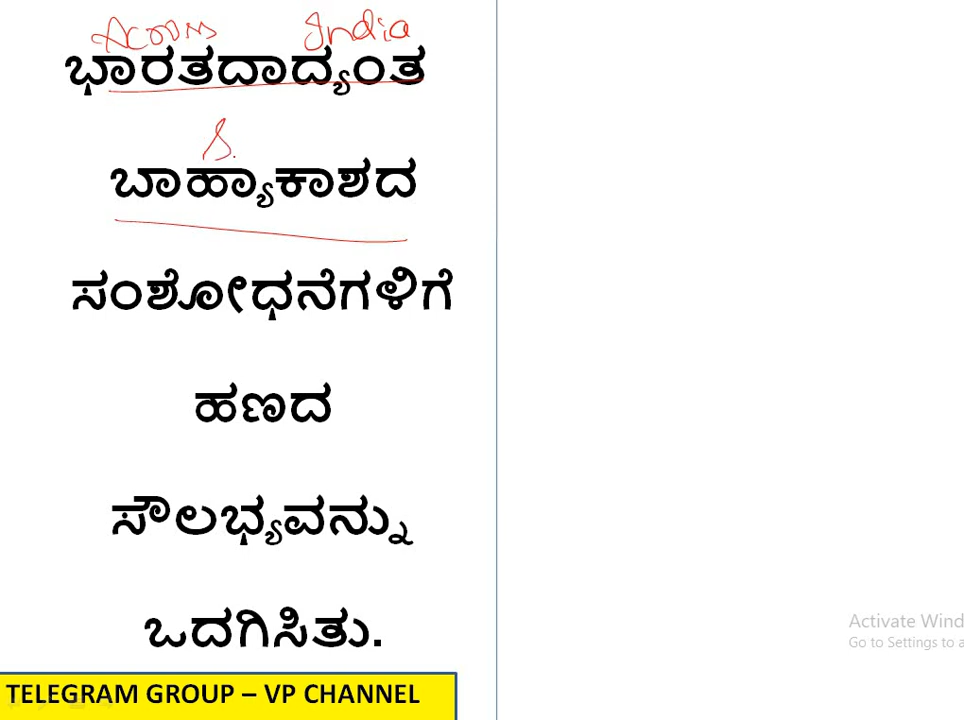 Across India
ಭಾರತದಾದ್ಯಂತ
S.
ಬಾಹ್ಯಾಕಾಶದ
ಸಂಶೋಧನೆಗಳಿಗೆ
ಹಣದ
ಸೌಲಭ್ಯವನ್ನು
ಒದಗಿಸಿತು.
Activate Wind
Go to Settings to a
TELEGRAM GROUP – VP CHANNEL